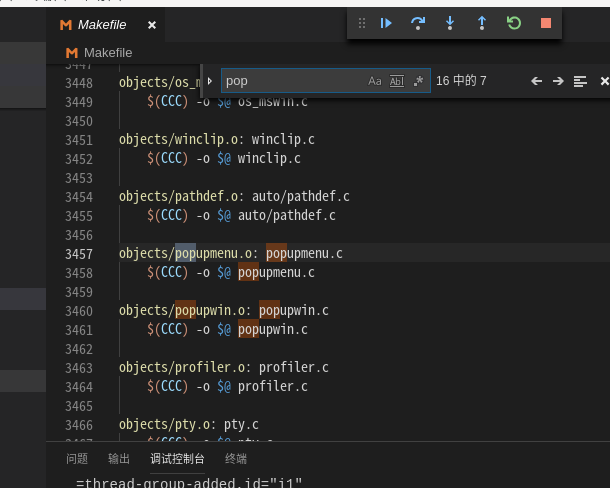 Makefile
Makefile
pop
Aa Abl .*
16 中的 7
3448 objects/os_m
3449 $(CCC) -o $@ os_mswin.c
3450
3451 objects/winclip.o: winclip.c
3452 $(CCC) -o $@ winclip.c
3453
3454 objects/pathdef.o: auto/pathdef.c
3455 $(CCC) -o $@ auto/pathdef.c
3456
3457 objects/popupmenu.o: popupmenu.c
3458 $(CCC) -o $@ popupmenu.c
3459
3460 objects/popupwin.o: popupwin.c
3461 $(CCC) -o $@ popupwin.c
3462
3463 objects/profiler.o: profiler.c
3464 $(CCC) -o $@ profiler.c
3465
3466 objects/pty.o: pty.c
3467 $(CCC) -o $@ pty.c
问题 输出 调试控制台 终端
=thread-group-added,id="i1"